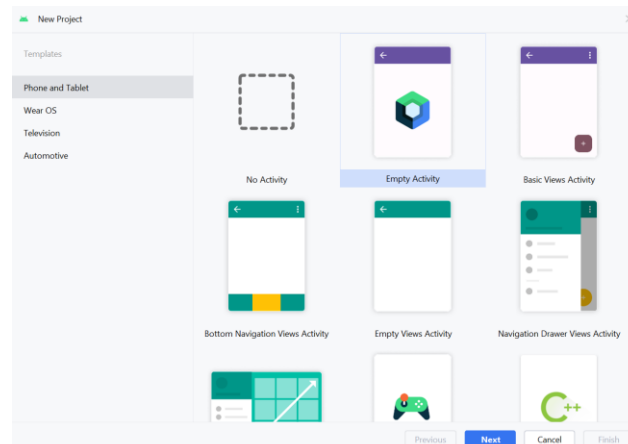 New Project
Templates
Phone and Tablet
Wear OS
Television
Automotive
No Activity
Empty Activity
Basic Views Activity
Bottom Navigation Views Activity
Empty Views Activity
Navigation Drawer Views Activity
C++
Previous
Next
Cancel
Finish